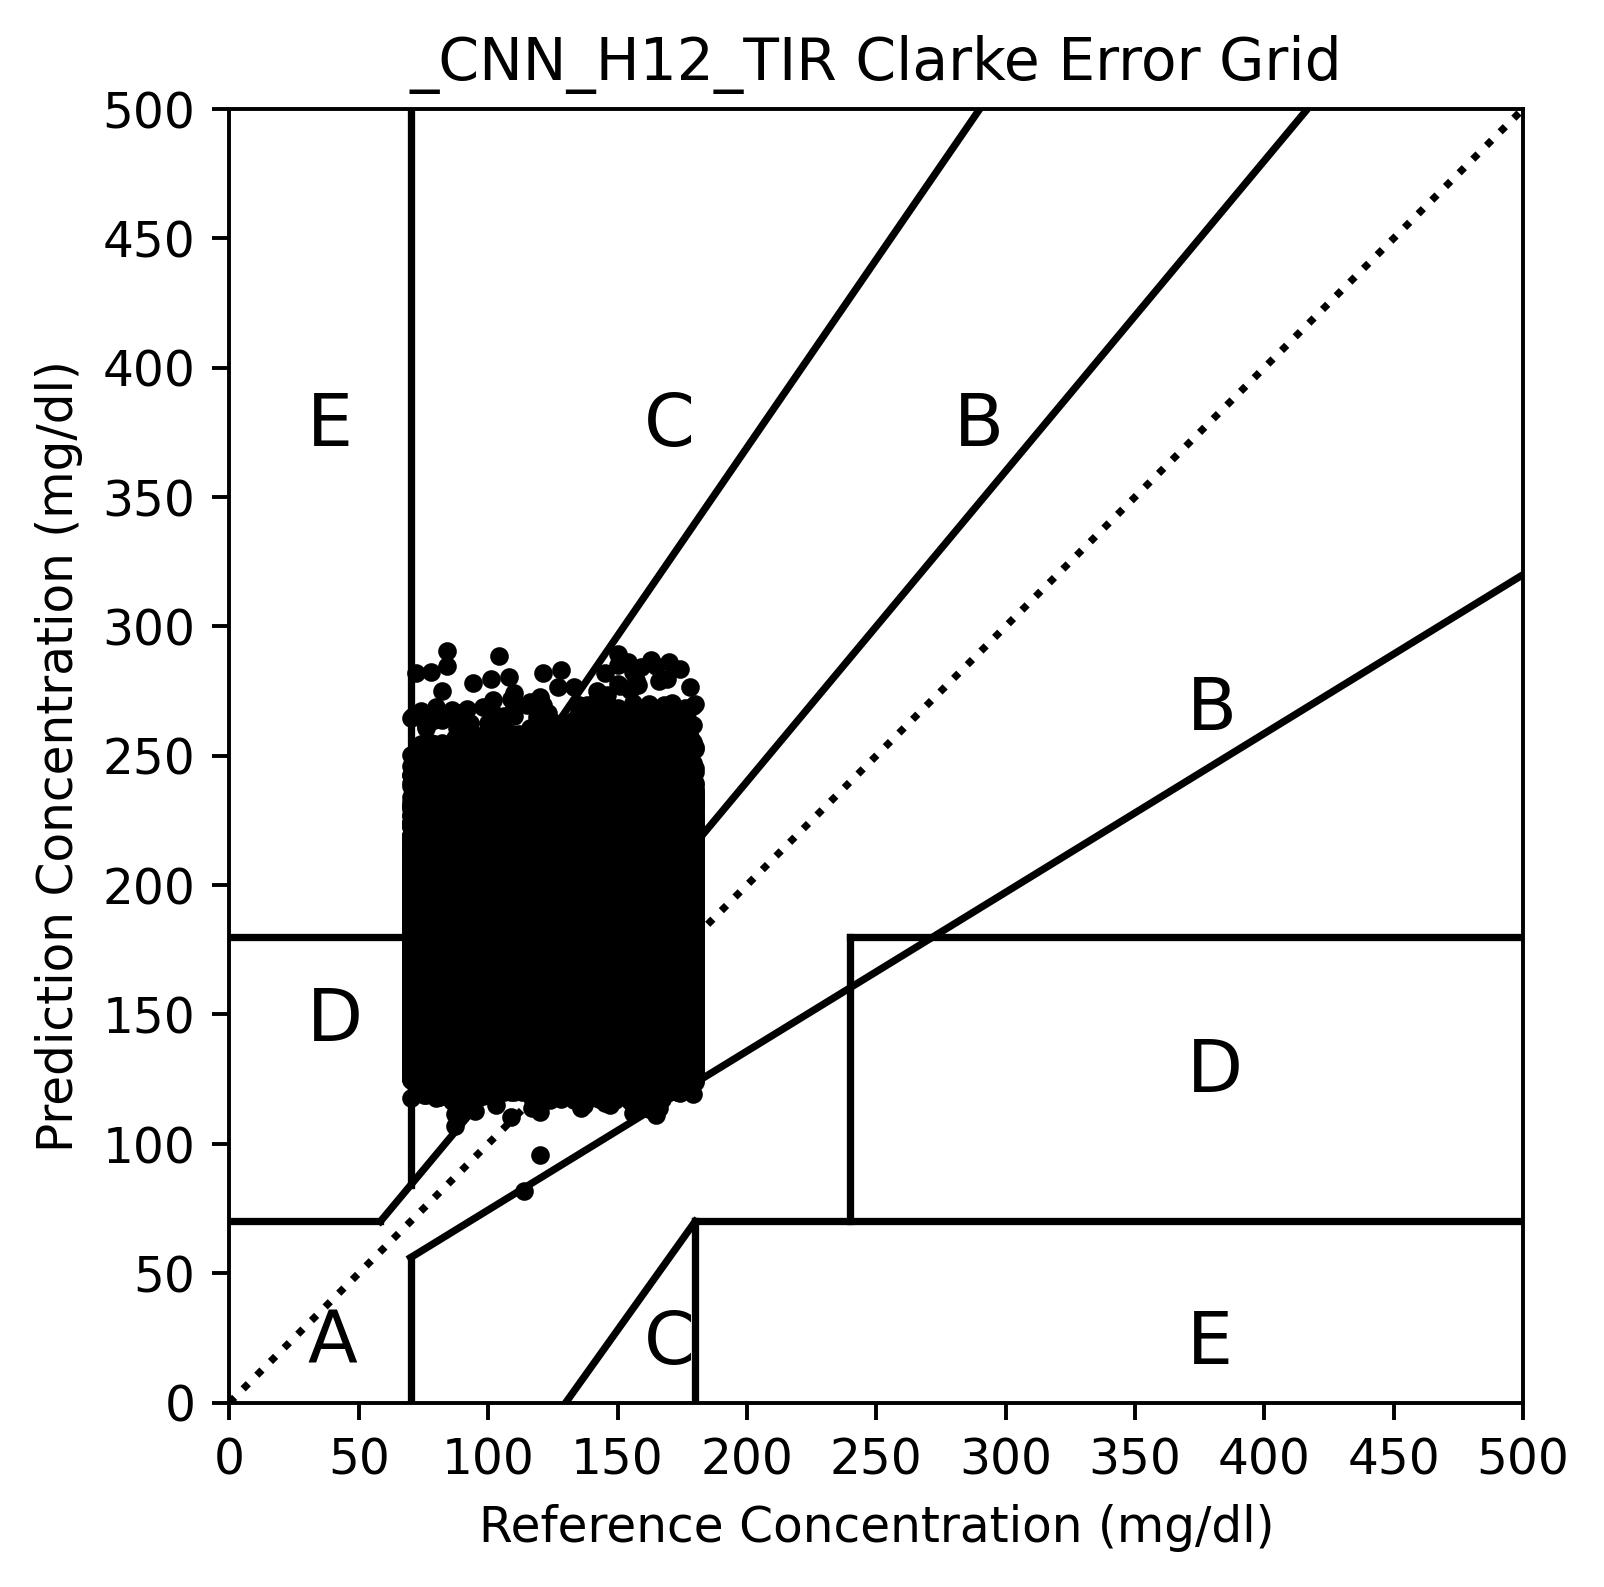 _CNN_H12_TIR Clarke Error Grid
500
450
400
350
300
250
200
150
100
50
0
Prediction Concentration (mg/dl)
E
C
B
B
D
D
A
C
E
0 50 100 150 200 250 300 350 400 450 500
Reference Concentration (mg/dl)